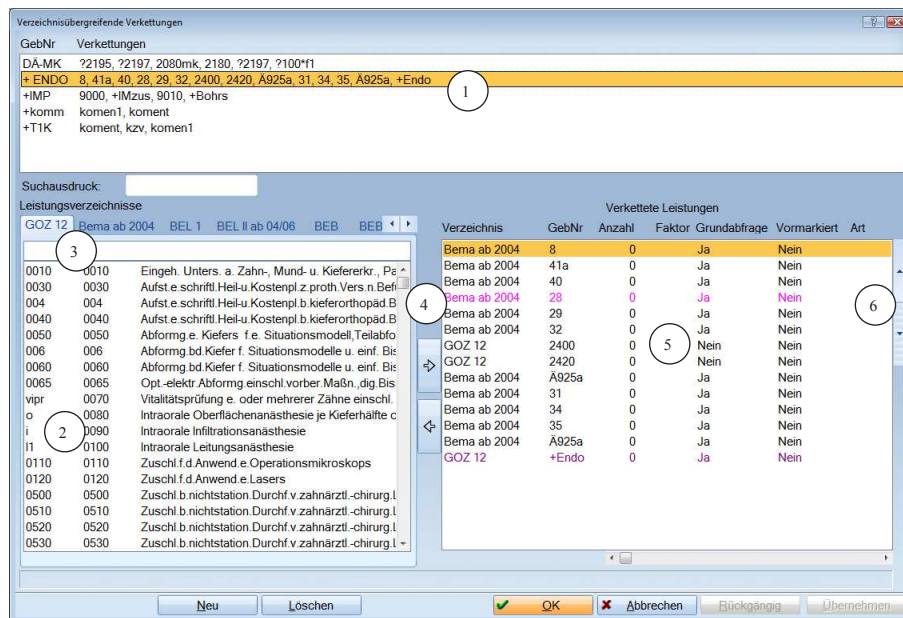 Verzeichnisübergreifende Verkettungen
GebNr Verkettungen
DÄ-MK ?2195, ?2197, 2080mk, 2180, ?2197, ?100*f1
+ ENDO 8, 41a, 40, 28, 29, 32, 2400, 2420, Ä925a, 31, 34, 35, Ä925a, +Endo
1
+IMP 9000, +IMzus, 9010, +Bohrs
+komm komen1, koment
+T1K koment, kzv, komen1
Suchausdruck:
Leistungsverzeichnisse
GOZ 12 Bema ab 2004 BEL 1 BEL II ab 04/06 BEB BEB
3
0010 0010 Eingeh. Unters. a. Zahn-, Mund- u. Kiefererkr., Pa
0030 0030 Aufst.e.schriftl.Heil-u.Kostenpl.z.proth.Vers.n.Befu
004 004 Aufst.e.schriftl.Heil-u.Kostenpl.b.kieferorthopäd.B
0040 0040 Aufst.e.schriftl.Heil-u.Kostenpl.b.kieferorthopäd.B
0050 0050 Abformg.e. Kiefers f.e. Situationsmodell,Teilabfo
006 006 Abformg.bd.Kiefer f. Situationsmodelle u. einf. Bis
0060 0060 Abformg.bd.Kiefer f. Situationsmodelle u. einf. Bis
0065 0065 Opt.-elektr.Abformg.einschl.vorber.Maßn.,dig.Bis
vipr 0070 Vitalitätsprüfung e. oder mehrerer Zähne einschl.
o 0080 Intraorale Oberflächenanästhesie je Kieferhälfte o
i 0090 Intraorale Infiltrationsanästhesie
2
l1 0100 Intraorale Leitungsanästhesie
0110 0110 Zuschl.f.d.Anwend.e.Operationsmikroskops
0120 0120 Zuschl.f.d.Anwend.e.Lasers
0500 0500 Zuschl.b.nichtstation.Durchf.v.zahnärztl.-chirurg.L
0510 0510 Zuschl.b.nichtstation.Durchf.v.zahnärztl.-chirurg.L
0520 0520 Zuschl.b.nichtstation.Durchf.v.zahnärztl.-chirurg.L
0530 0530 Zuschl.b.nichtstation.Durchf.v.zahnärztl.-chirurg.L
4
Verkettete Leistungen
Verzeichnis GebNr Anzahl Faktor Grundabfrage Vormarkiert Art
Bema ab 2004 8 0 Ja Nein
Bema ab 2004 41a 0 Ja Nein
Bema ab 2004 40 0 Ja Nein
Bema ab 2004 28 0 Ja Nein
6
Bema ab 2004 29 0 Ja Nein
Bema ab 2004 32 0 Ja Nein
GOZ 12 2400 0 Nein Nein
5
GOZ 12 2420 0 Nein Nein
Bema ab 2004 Ä925a 0 Ja Nein
Bema ab 2004 31 0 Ja Nein
Bema ab 2004 34 0 Ja Nein
Bema ab 2004 35 0 Ja Nein
Bema ab 2004 Ä925a 0 Ja Nein
GOZ 12 +Endo 0 Ja Nein
Neu Löschen OK Abbrechen Rückgängig Übernehmen